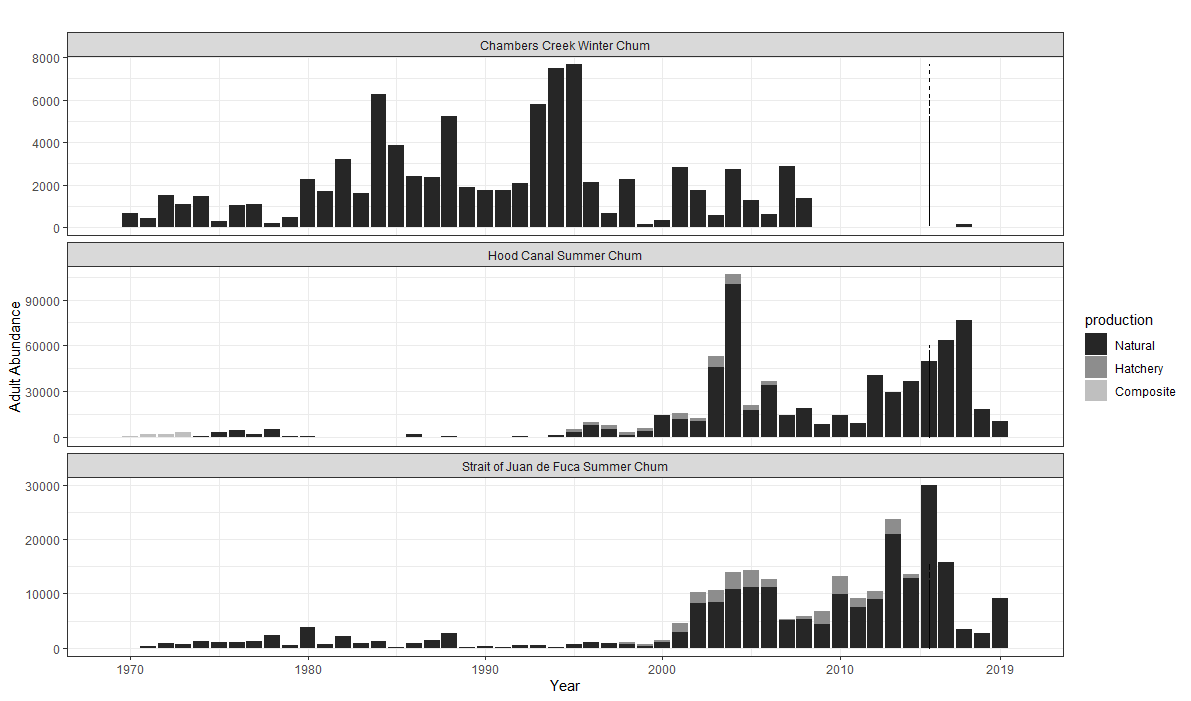 Chambers Creek Winter Chum
8000
6000
4000
2000
0
Hood Canal Summer Chum
90000
60000
30000
0
Strait of Juan de Fuca Summer Chum
30000
20000
10000
0
1970
1980
1990
2000
2010
2019
Year
Adult Abundance
production
Natural
Hatchery
Composite